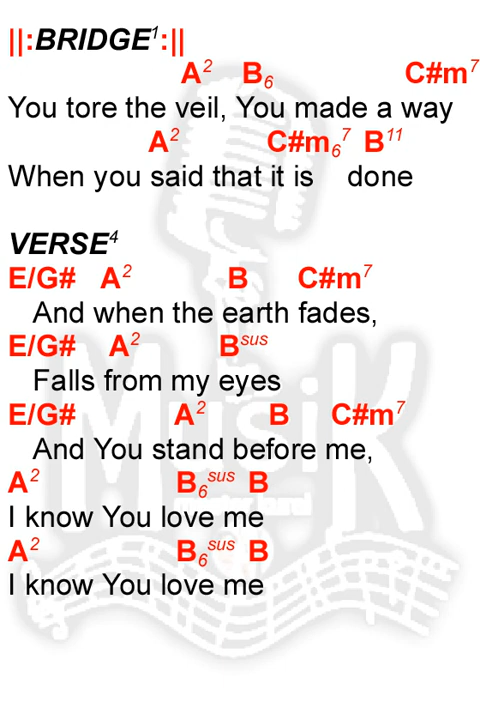 ||:BRIDGE¹:||
A² B₆ C#m⁷
You tore the veil, You made a way
A² C#m₆⁷ B¹¹
When you said that it is done
VERSE⁴
E/G# A² B C#m⁷
And when the earth fades,
E/G# A² Bˢᵘˢ
Falls from my eyes
E/G# A² B C#m⁷
And You stand before me,
A² B₆ˢᵘˢ B
I know You love me
A² B₆ˢᵘˢ B
I know You love me
MusiK